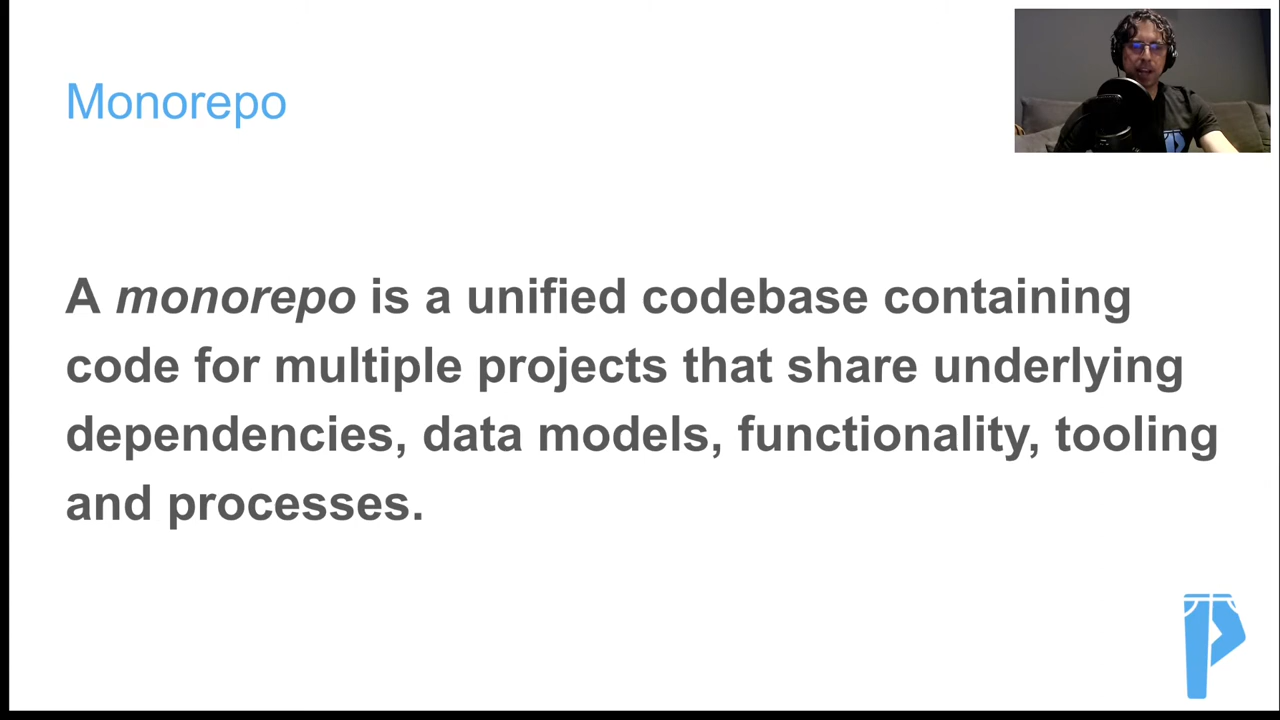 Monorepo
A monorepo is a unified codebase containing
code for multiple projects that share underlying
dependencies, data models, functionality, tooling
and processes.